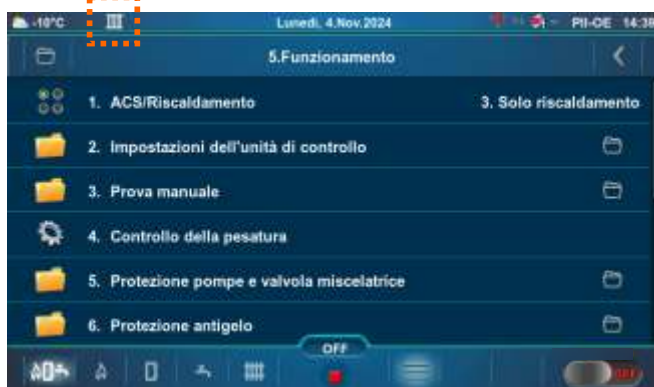 -10°C Lunedì, 4.Nov.2024 PII-OE 14:39
5.Funzionamento
1. ACS/Riscaldamento 3. Solo riscaldamento
2. Impostazioni dell'unità di controllo
3. Prova manuale
4. Controllo della pesatura
5. Protezione pompe e valvola miscelatrice
6. Protezione antigelo
OFF
OFF